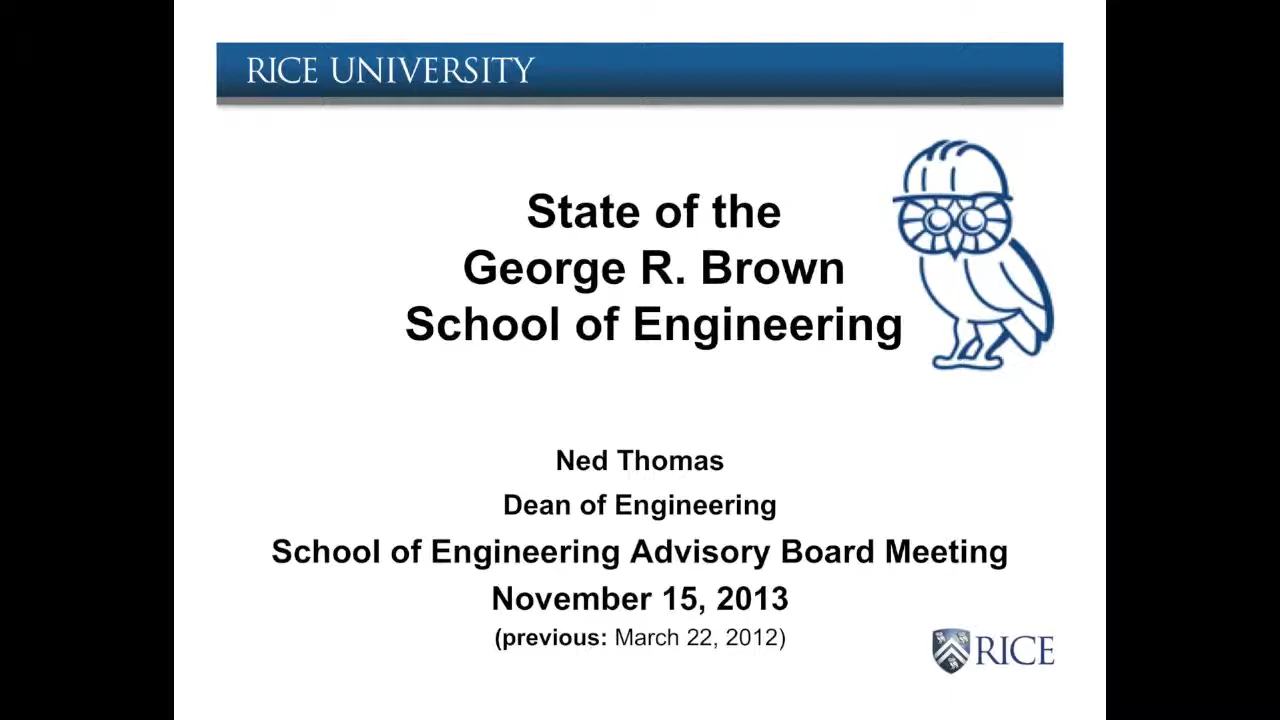 RICE UNIVERSITY
State of the
George R. Brown
School of Engineering
Ned Thomas
Dean of Engineering
School of Engineering Advisory Board Meeting
November 15, 2013
(previous: March 22, 2012)
RICE